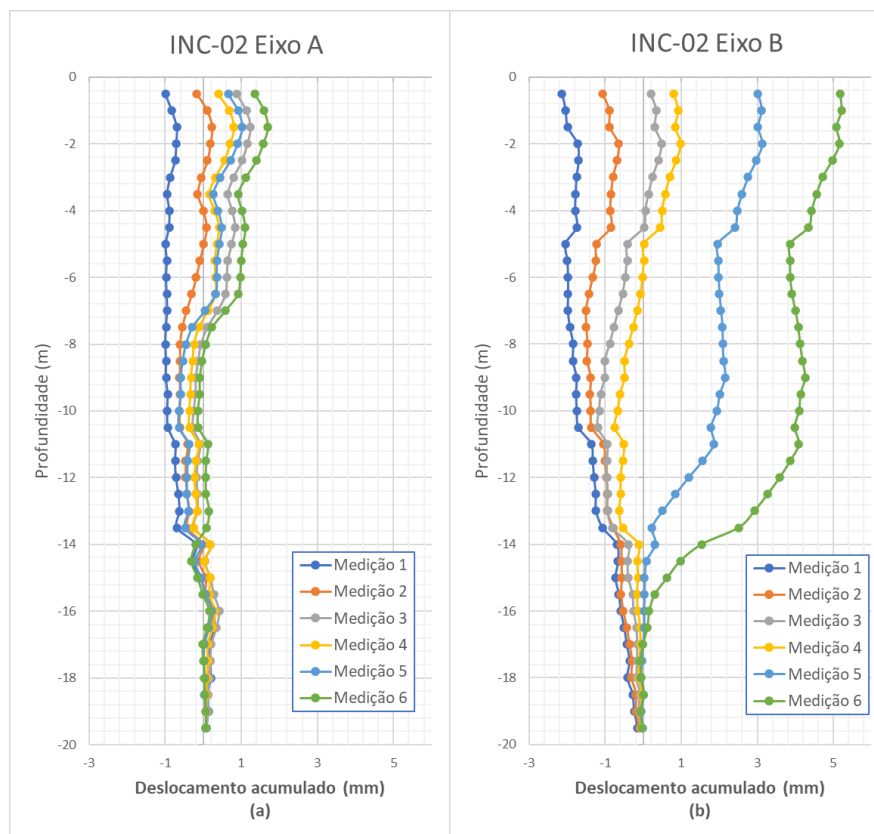 INC-02 Eixo A
0
-2
-4
-6
-8
-10
-12
-14
-16
-18
-20
Profundidade (m)
Medição 1
Medição 2
Medição 3
Medição 4
Medição 5
Medição 6
-3
-1
1
3
5
Deslocamento acumulado (mm)
(a)
INC-02 Eixo B
0
-2
-4
-6
-8
-10
-12
-14
-16
-18
-20
Profundidade (m)
Medição 1
Medição 2
Medição 3
Medição 4
Medição 5
Medição 6
-3
-1
1
3
5
Deslocamento acumulado (mm)
(b)